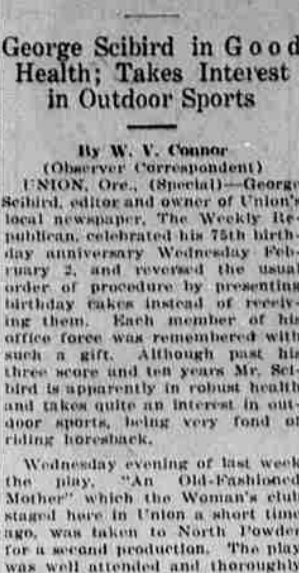 George Scibird in Good
Health; Takes Interest
in Outdoor Sports
By W. V. Connor
(Observer Correspondent)
UNION, Ore., (Special)—George
Scibird, editor and owner of Union's
local newspaper, The Weekly Re-
publican, celebrated his 75th birth-
day anniversary Wednesday Feb-
ruary 2, and reversed the usual
order of procedure by presenting
birthday cakes instead of receiv-
ing them. Each member of his
office force was remembered with
such a gift. Although past his
three score and ten years Mr. Sci-
bird is apparently in robust health
and takes quite an interest in out-
door sports, being very fond of
riding horesback.
Wednesday evening of last week
the play, "An Old-Fashioned
Mother" which the Woman's club
staged here in Union a short time
ago, was taken to North Powder
for a second production. The play
was well attended and thoroughly